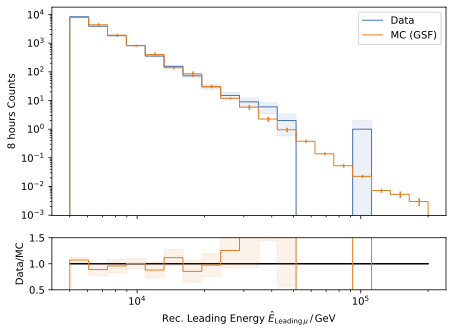 Data
MC (GSF)
8 hours Counts
10⁴
10³
10²
10¹
10⁰
10⁻¹
10⁻²
10⁻³
Data/MC
1.5
1.0
0.5
10⁴
10⁵
Rec. Leading Energy Ê_Leading μ / GeV